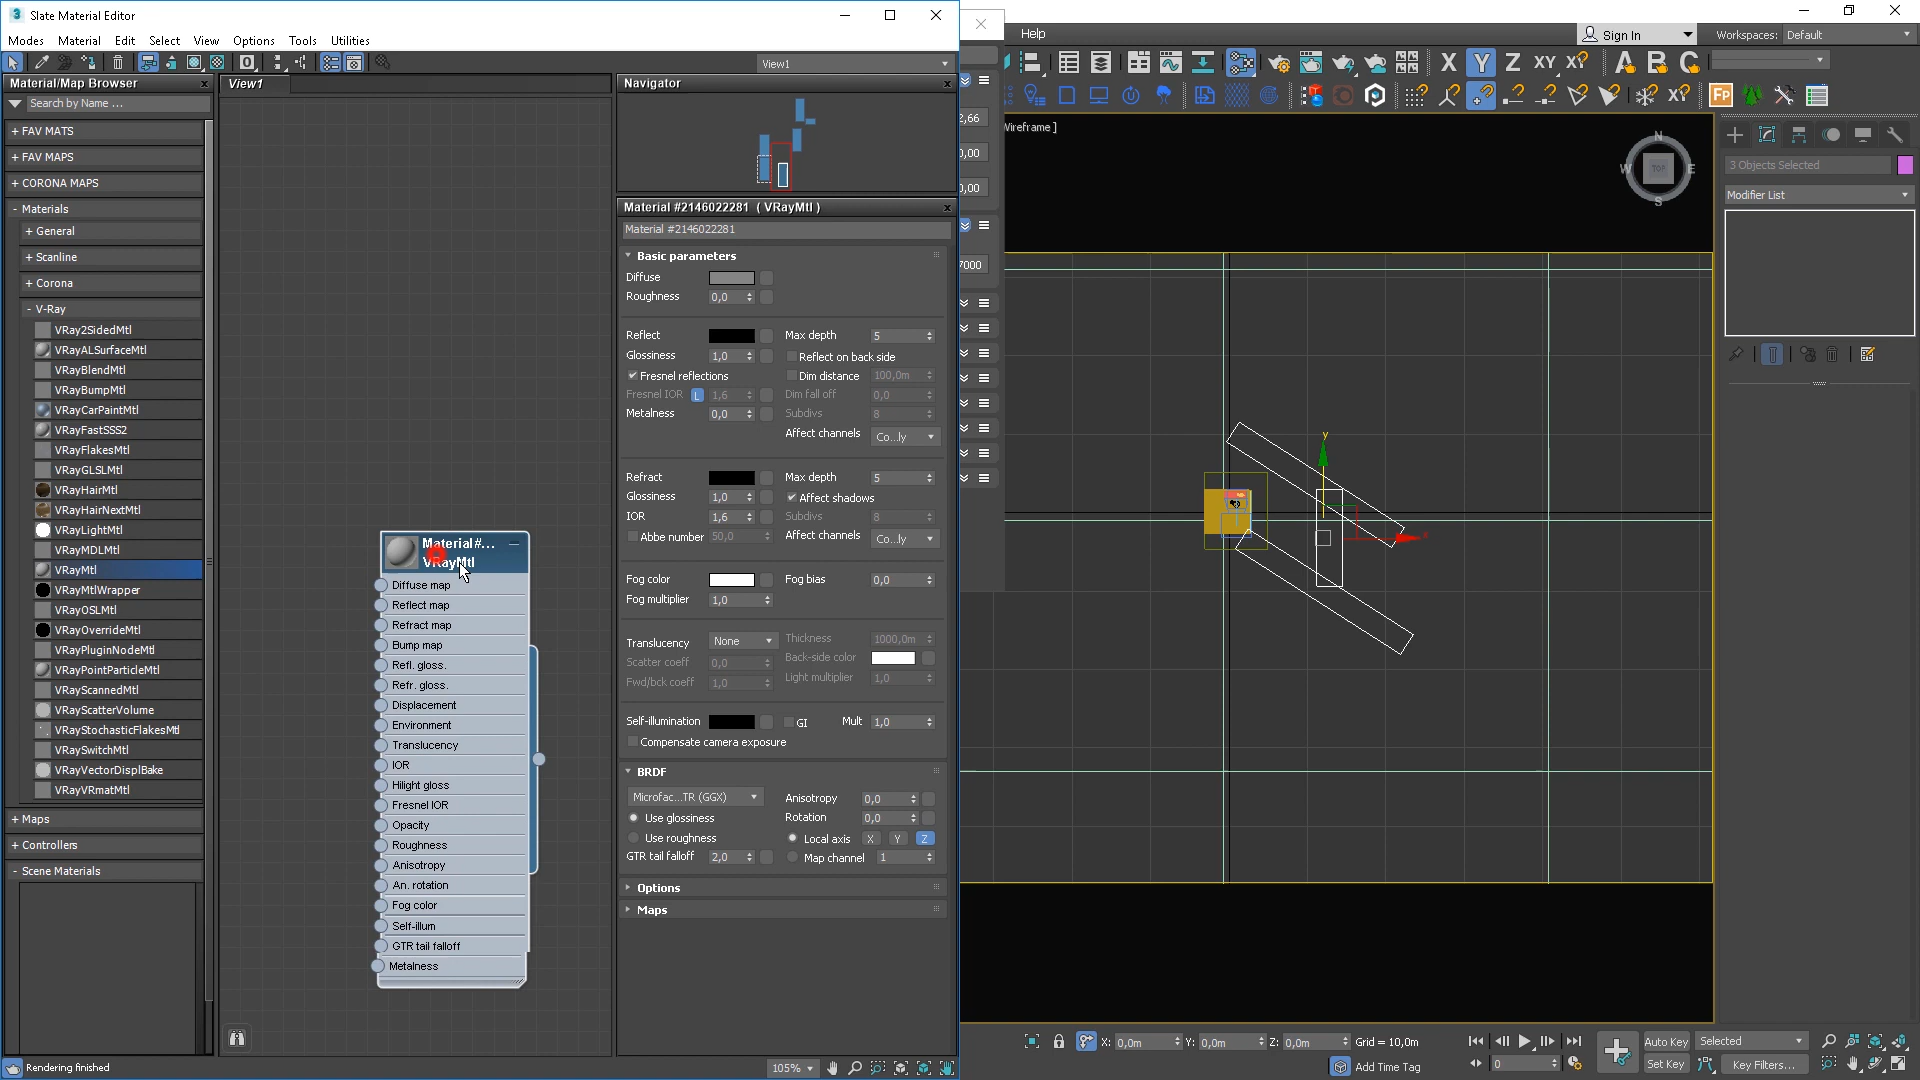 Slate Material Editor
Modes Material Edit Select View Options Tools Utilities
View1
Material/Map Browser
Search by Name ...
+ FAV MATS
+ FAV MAPS
+ CORONA MAPS
- Materials
+ General
+ Scanline
+ Corona
- V-Ray
VRay2SidedMtl
VRayALSurfaceMtl
VRayBlendMtl
VRayBumpMtl
VRayCarPaintMtl
VRayFastSSS2
VRayFlakesMtl
VRayGLSLMtl
VRayHairMtl
VRayHairNextMtl
VRayLightMtl
VRayMDLMtl
VRayMtl
VRayMtlWrapper
VRayOSLMtl
VRayOverrideMtl
VRayPluginNodeMtl
VRayPointParticleMtl
VRayScannedMtl
VRayScatterVolume
VRayStochasticFlakesMtl
VRaySwitchMtl
VRayVectorDisplBake
VRayVRmatMtl
+ Maps
+ Controllers
- Scene Materials
Rendering finished
View1
Material #...
VRayMtl
Diffuse map
Reflect map
Refract map
Bump map
Refl. gloss.
Refr. gloss.
Displacement
Environment
Translucency
IOR
Hilight gloss
Fresnel IOR
Opacity
Roughness
Anisotropy
An. rotation
Fog color
Self-illum
GTR tail falloff
Metalness
105%
Navigator
Material #2146022281 ( VRayMtl )
Material #2146022281
Basic parameters
Diffuse
Roughness 0,0
Reflect Max depth 5
Glossiness 1,0 Reflect on back side
Fresnel reflections Dim distance 100,0m
Fresnel IOR L 1,6 Dim fall off 0,0
Metalness 0,0 Subdivs 8
Affect channels Co...ly
Refract Max depth 5
Glossiness 1,0 Affect shadows
IOR 1,6 Subdivs 8
Abbe number 50,0 Affect channels Co...ly
Fog color Fog bias 0,0
Fog multiplier 1,0
Translucency None Thickness 1000,0m
Scatter coeff 0,0 Back-side color
Fwd/bck coeff 1,0 Light multiplier 1,0
Self-illumination GI Mult 1,0
Compensate camera exposure
BRDF
Microfac...TR (GGX) Anisotropy 0,0
Use glossiness Rotation 0,0
Use roughness Local axis X Y Z
GTR tail falloff 2,0 Map channel 1
Options
Maps
Help
Sign In Workspaces: Default
X Y Z XY XY
A B C
XY Fp
2,66
0,00
0,00
7000
Wireframe ]
N
W TOP E
S
y
x
3 Objects Selected
Modifier List
X: 0,0m Y: 0,0m Z: 0,0m Grid = 10,0m
Add Time Tag
0
Auto Key Selected
Set Key Key Filters...